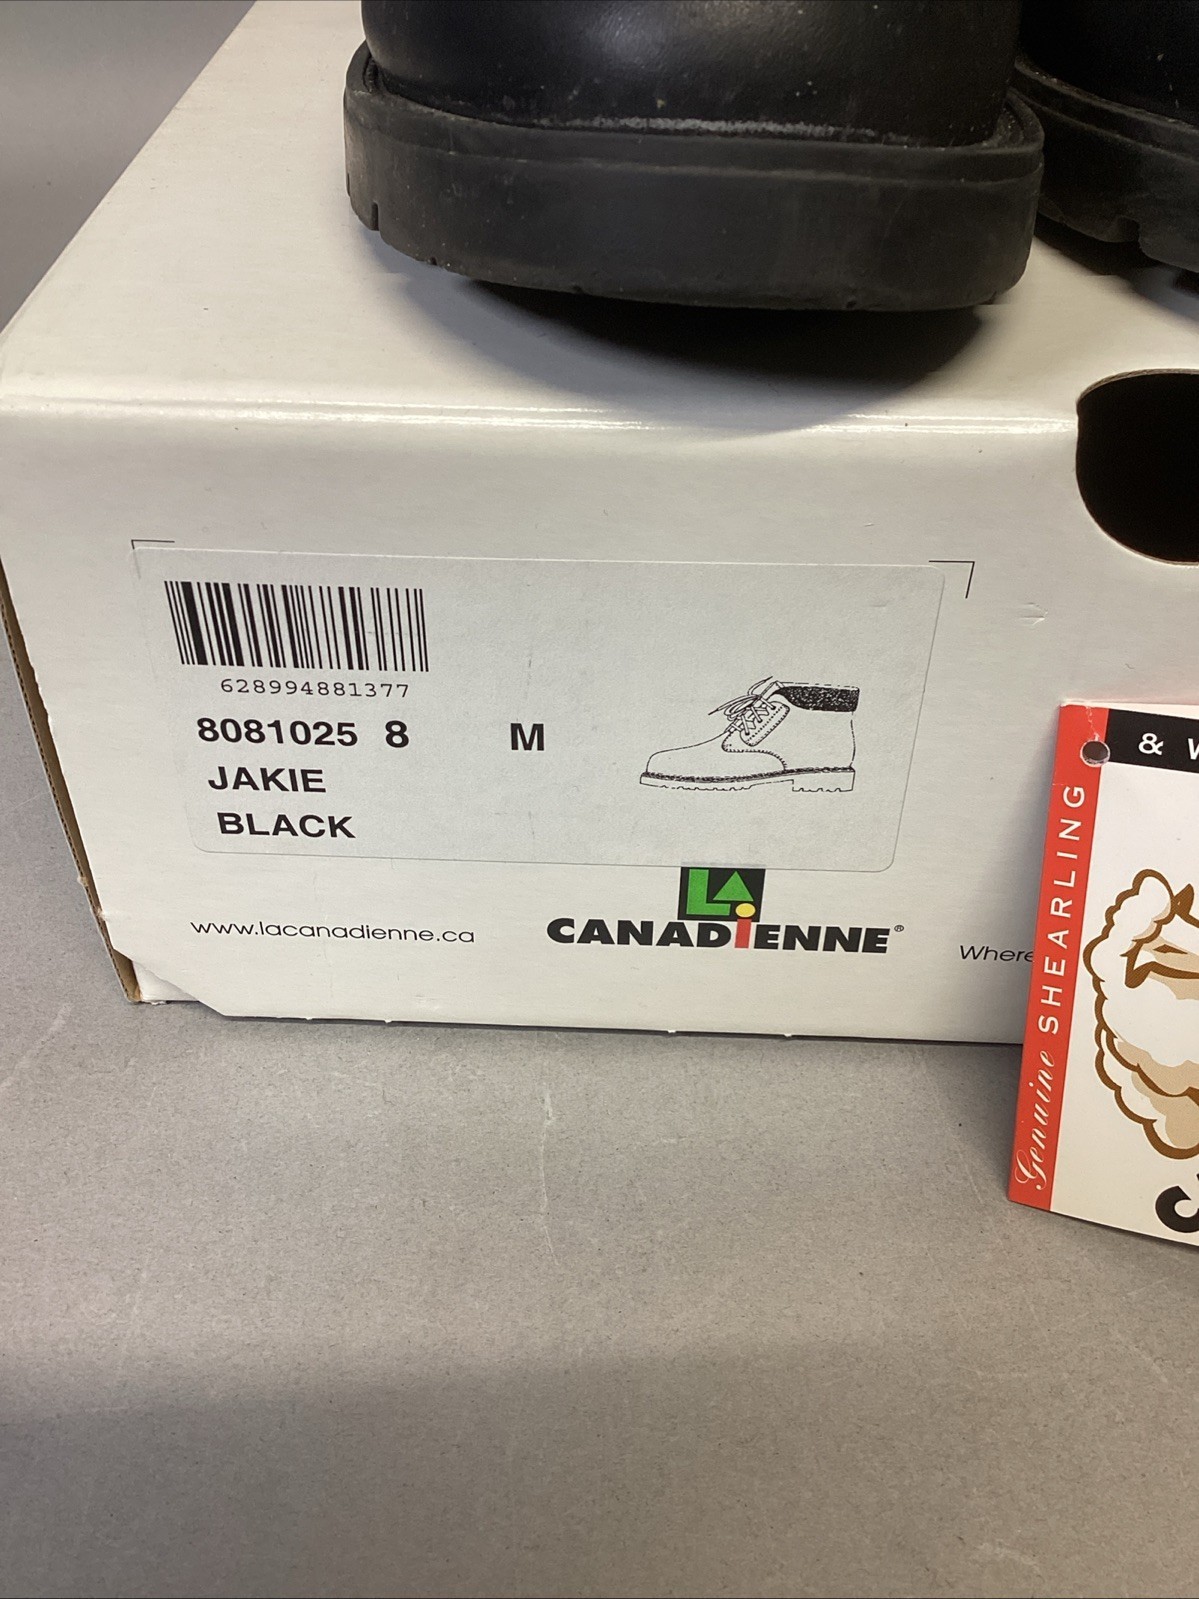 628994881377
8081025 8 M
JAKIE
BLACK
www.lacanadienne.ca
LA
CANADIENNE®
Where
& W
Genuine SHEARLING